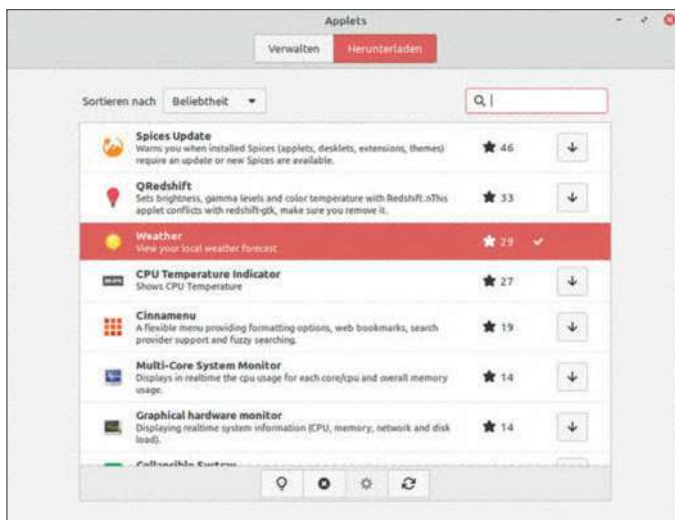 Applets
Verwalten
Herunterladen
Sortieren nach
Beliebtheit
Spices Update
Warns you when installed Spices (applets, desklets, extensions, themes)
require an update or new Spices are available.
46
QRedshift
Sets brightness, gamma levels and color temperature with Redshift.nThis
applet conflicts with redshift-gtk, make sure you remove it.
33
Weather
View your local weather forecast
29
CPU Temperature Indicator
Shows CPU Temperature
27
Cinnamenu
A flexible menu providing formatting options, web bookmarks, search
provider support and fuzzy searching.
19
Multi-Core System Monitor
Displays in realtime the cpu usage for each core/cpu and overall memory
usage.
14
Graphical hardware monitor
Displaying realtime system information (CPU, memory, network and disk
load).
14
Collapsible Systray